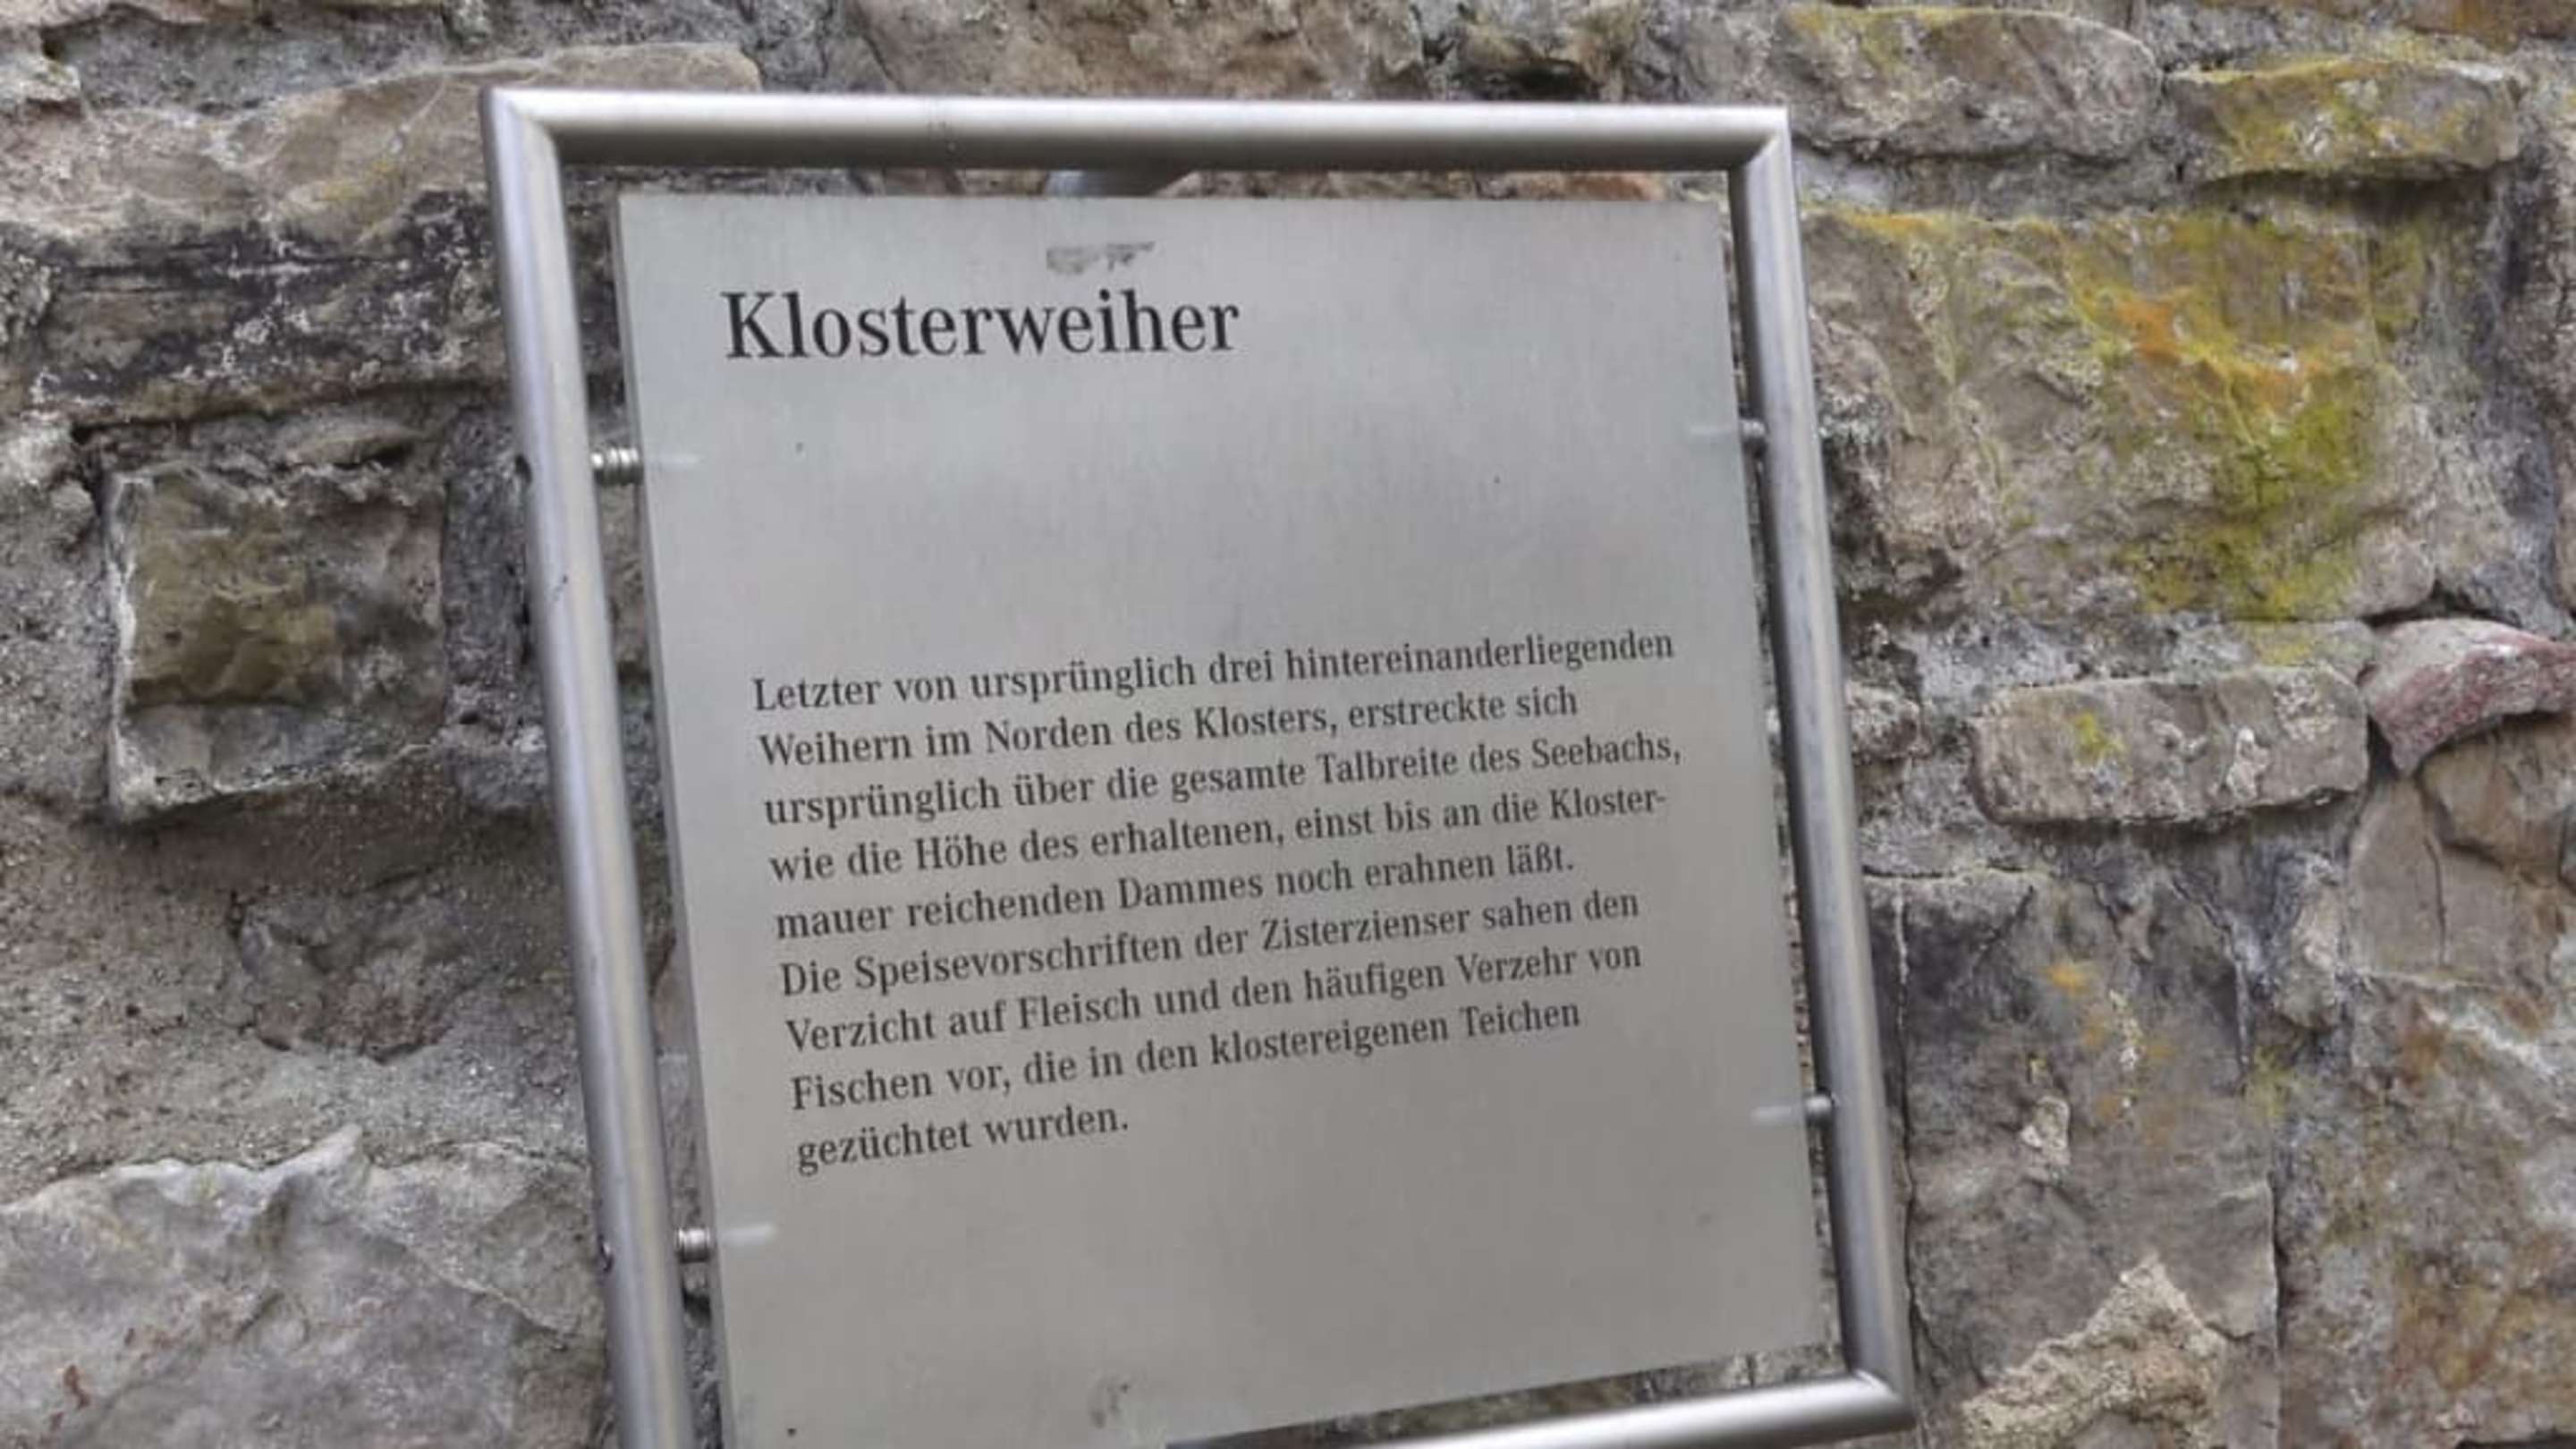 Klosterweiher
Letzter von ursprünglich drei hintereinanderliegenden
Weihern im Norden des Klosters, erstreckte sich
ursprünglich über die gesamte Talbreite des Seebachs,
wie die Höhe des erhaltenen, einst bis an die Kloster-
mauer reichenden Dammes noch erahnen läßt.
Die Speisevorschriften der Zisterzienser sahen den
Verzicht auf Fleisch und den häufigen Verzehr von
Fischen vor, die in den klostereigenen Teichen
gezüchtet wurden.